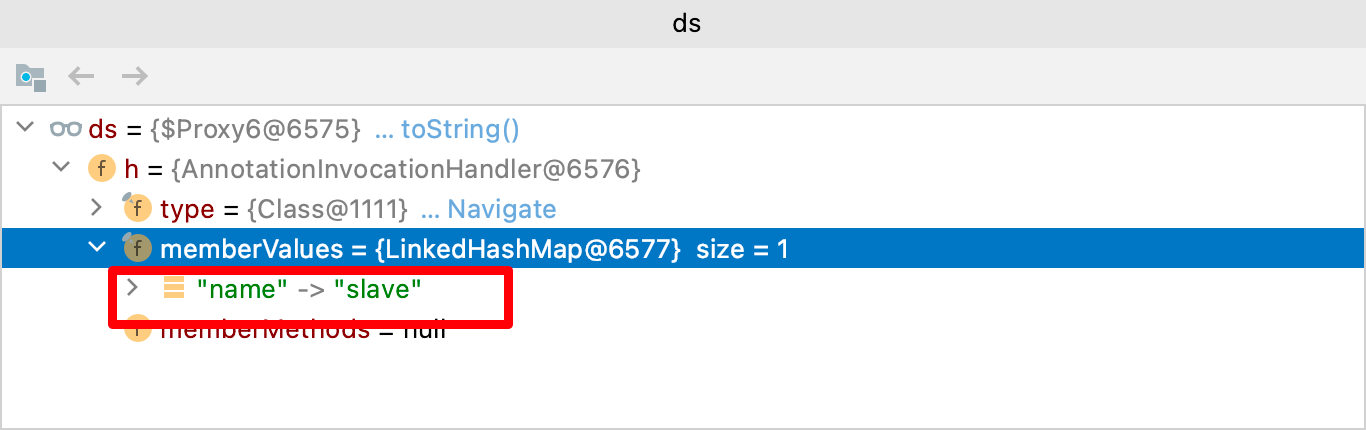 ds
ds = {$Proxy6@6575} ... toString()
f h = {AnnotationInvocationHandler@6576}
f type = {Class@1111} ... Navigate
f memberValues = {LinkedHashMap@6577} size = 1
"name" -> "slave"
f memberMethods = null